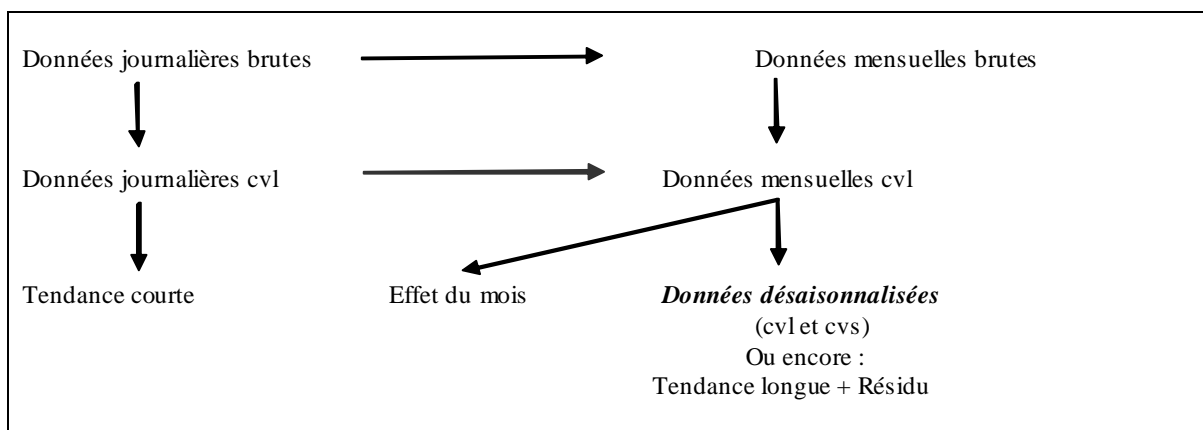 Données journalières brutes
Données mensuelles brutes
Données journalières cvl
Données mensuelles cvl
Tendance courte
Effet du mois
Données désaisonnalisées
(cvl et cvs)
Ou encore :
Tendance longue + Résidu